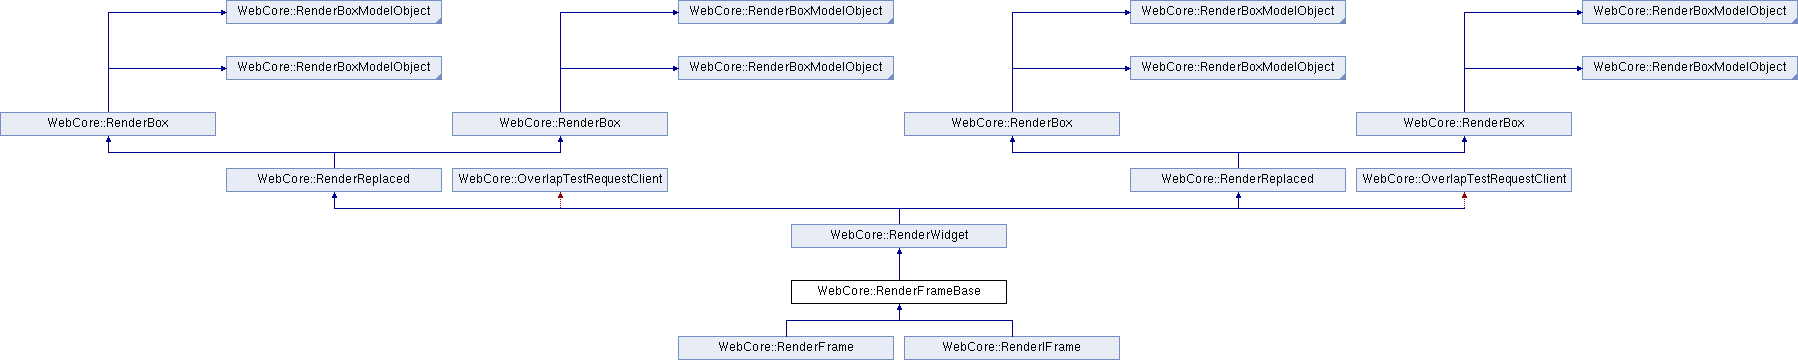 WebCore::RenderBoxModelObject
WebCore::RenderBoxModelObject
WebCore::RenderBoxModelObject
WebCore::RenderBoxModelObject
WebCore::RenderBoxModelObject
WebCore::RenderBoxModelObject
WebCore::RenderBoxModelObject
WebCore::RenderBoxModelObject
WebCore::RenderBox
WebCore::RenderBox
WebCore::RenderBox
WebCore::RenderBox
WebCore::RenderReplaced
WebCore::OverlapTestRequestClient
WebCore::RenderReplaced
WebCore::OverlapTestRequestClient
WebCore::RenderWidget
WebCore::RenderFrameBase
WebCore::RenderFrame
WebCore::RenderIFrame